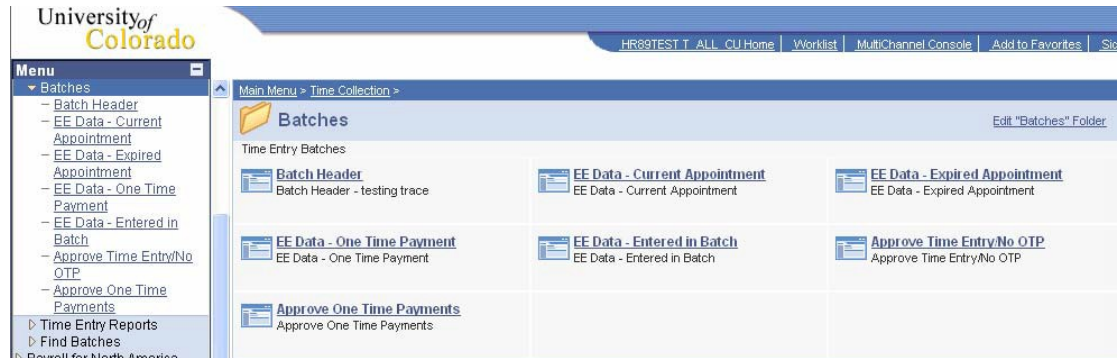 University of
Colorado
HR89TEST T_ALL_CU Home | Worklist | MultiChannel Console | Add to Favorites |
Menu
Batches
Batch Header
EE Data - Current
Appointment
EE Data - Expired
Appointment
EE Data - One Time
Payment
EE Data - Entered in
Batch
Approve Time Entry/No
OTP
Approve One Time
Payments
Time Entry Reports
Find Batches
Payroll for North America
Main Menu > Time Collection >
Batches
Edit "Batches" Folder
Time Entry Batches
Batch Header
Batch Header - testing trace
EE Data - Current Appointment
EE Data - Current Appointment
EE Data - Expired Appointment
EE Data - Expired Appointment
EE Data - One Time Payment
EE Data - One Time Payment
EE Data - Entered in Batch
EE Data - Entered in Batch
Approve Time Entry/No OTP
Approve Time Entry/No OTP
Approve One Time Payments
Approve One Time Payments